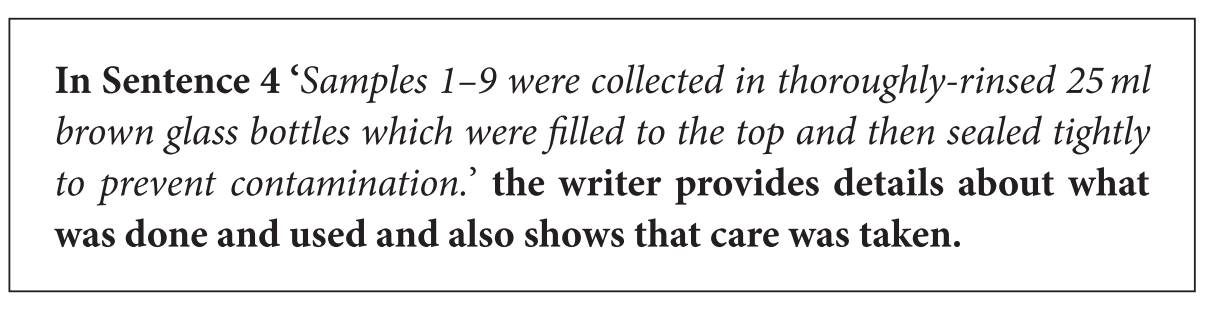 In Sentence 4 ‘Samples 1–9 were collected in thoroughly-rinsed 25 ml
brown glass bottles which were filled to the top and then sealed tightly
to prevent contamination.’ the writer provides details about what
was done and used and also shows that care was taken.